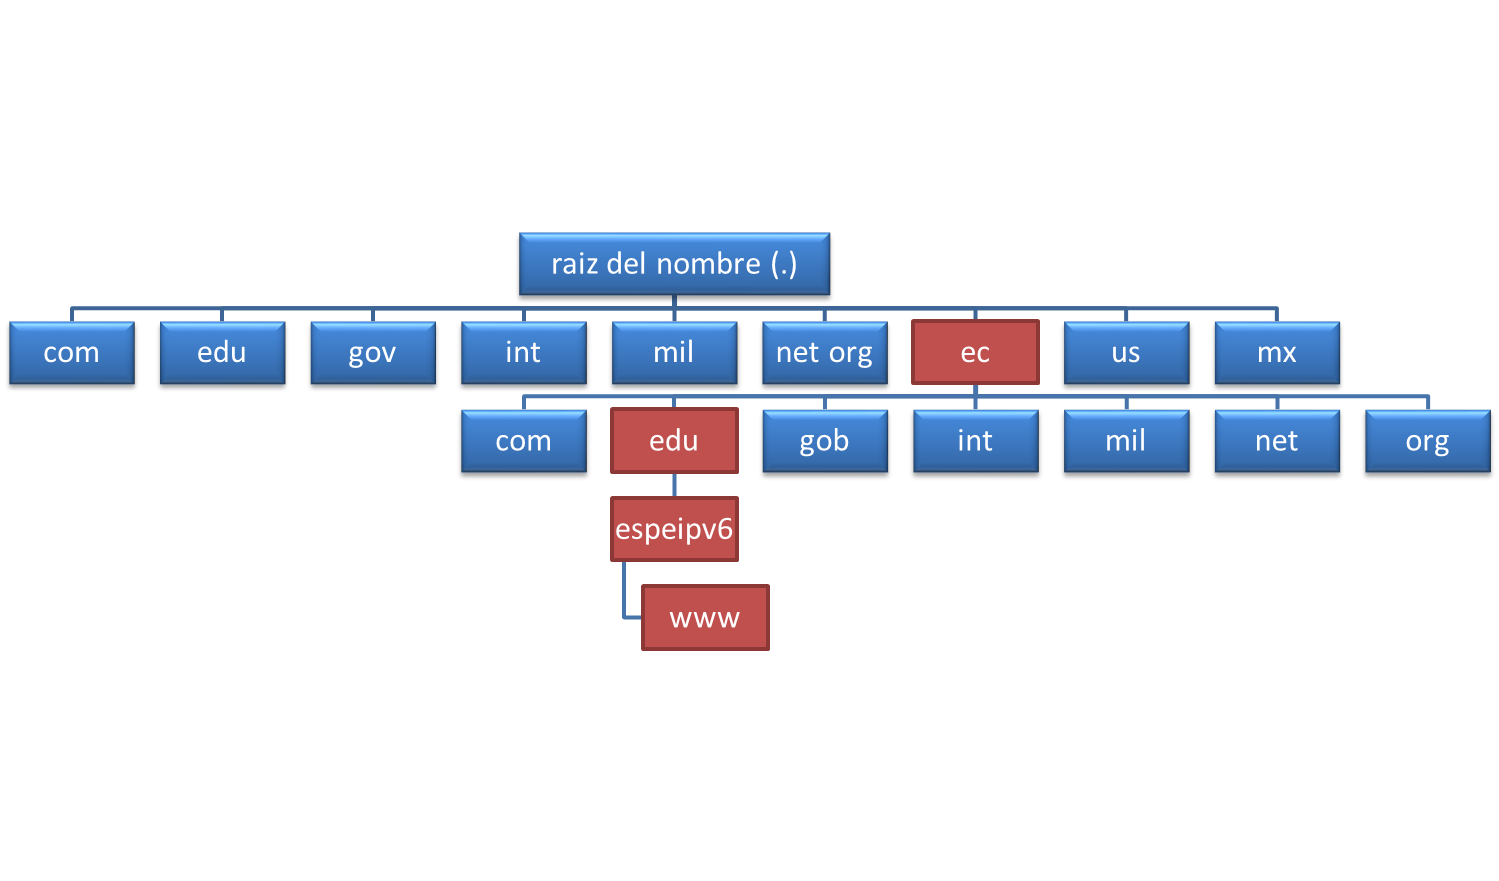 raiz del nombre (.)
com
edu
gov
int
mil
net org
ec
us
mx
com
edu
gob
int
mil
net
org
espeipv6
www